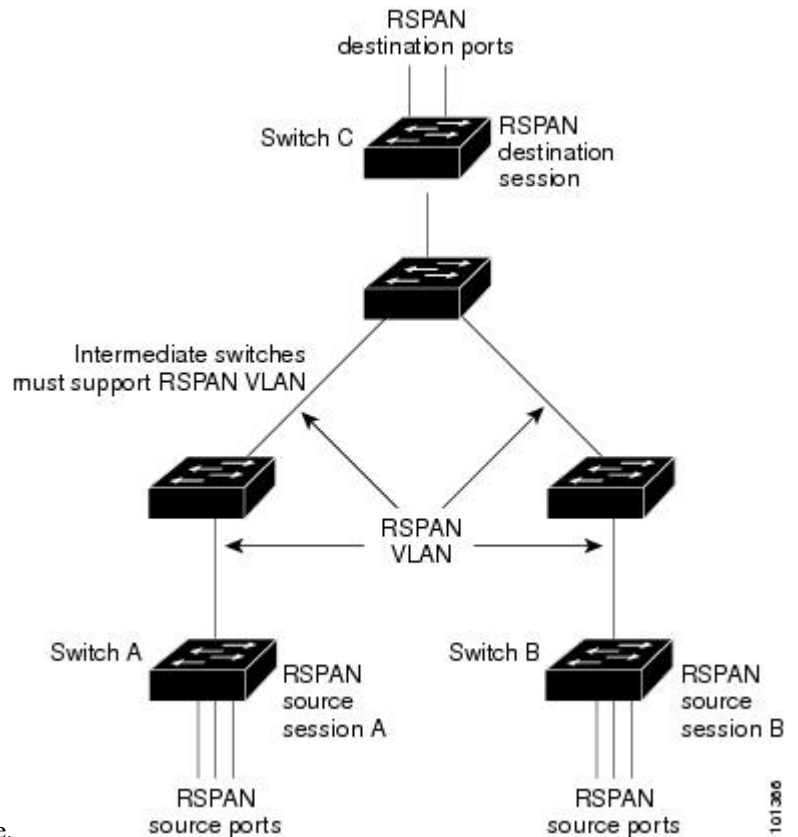 RSPAN
destination ports
Switch C
RSPAN
destination
session
Intermediate switches
must support RSPAN VLAN
RSPAN
VLAN
Switch A
RSPAN
source
session A
Switch B
RSPAN
source
session B
RSPAN
source ports
RSPAN
source ports
101366
e.